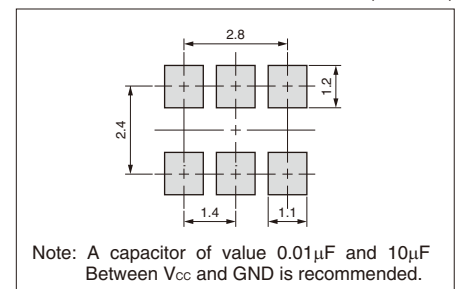 2.8
1.2
2.4
1.4
1.1
Note: A capacitor of value 0.01μF and 10μF
Between Vcc and GND is recommended.